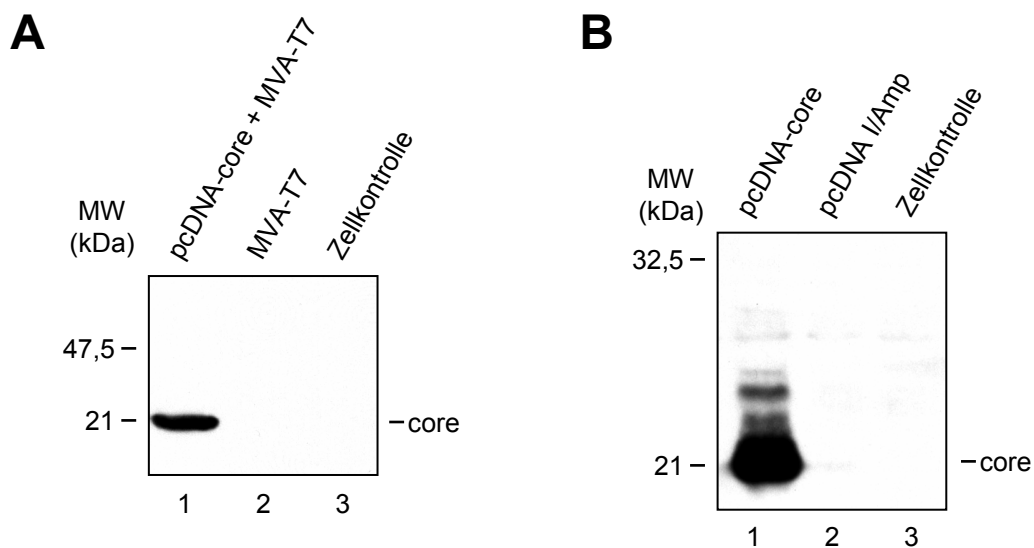 A
pcDNA-core + MVA-T7
MVA-T7
Zellkontrolle
MW
(kDa)
47,5
21
core
1 2 3
B
pcDNA-core
pcDNA I/Amp
Zellkontrolle
MW
(kDa)
32,5
21
core
1 2 3